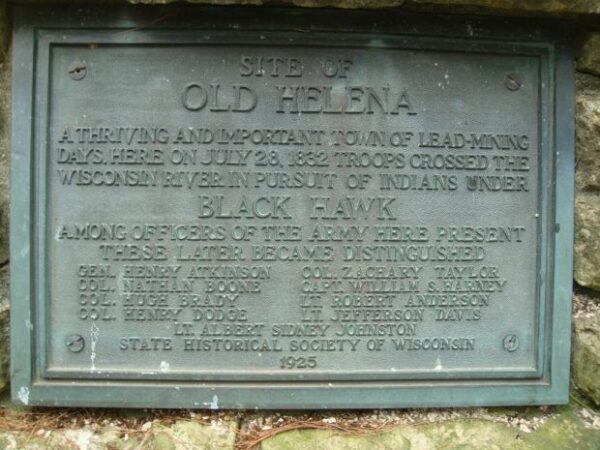 SITE OF
OLD HELENA
A THRIVING AND IMPORTANT TOWN OF LEAD-MINING
DAYS. HERE ON JULY 28, 1832 TROOPS CROSSED THE
WISCONSIN RIVER IN PURSUIT OF INDIANS UNDER
BLACK HAWK
AMONG OFFICERS OF THE ARMY HERE PRESENT
THESE LATER BECAME DISTINGUISHED
GEN. HENRY ATKINSON COL. ZACHARY TAYLOR
COL. NATHAN BOONE CAPT. WILLIAM S. HARNEY
COL. HUGH BRADY LT. ROBERT ANDERSON
COL. HENRY DODGE LT. JEFFERSON DAVIS
LT. ALBERT SIDNEY JOHNSTON
STATE HISTORICAL SOCIETY OF WISCONSIN
1925